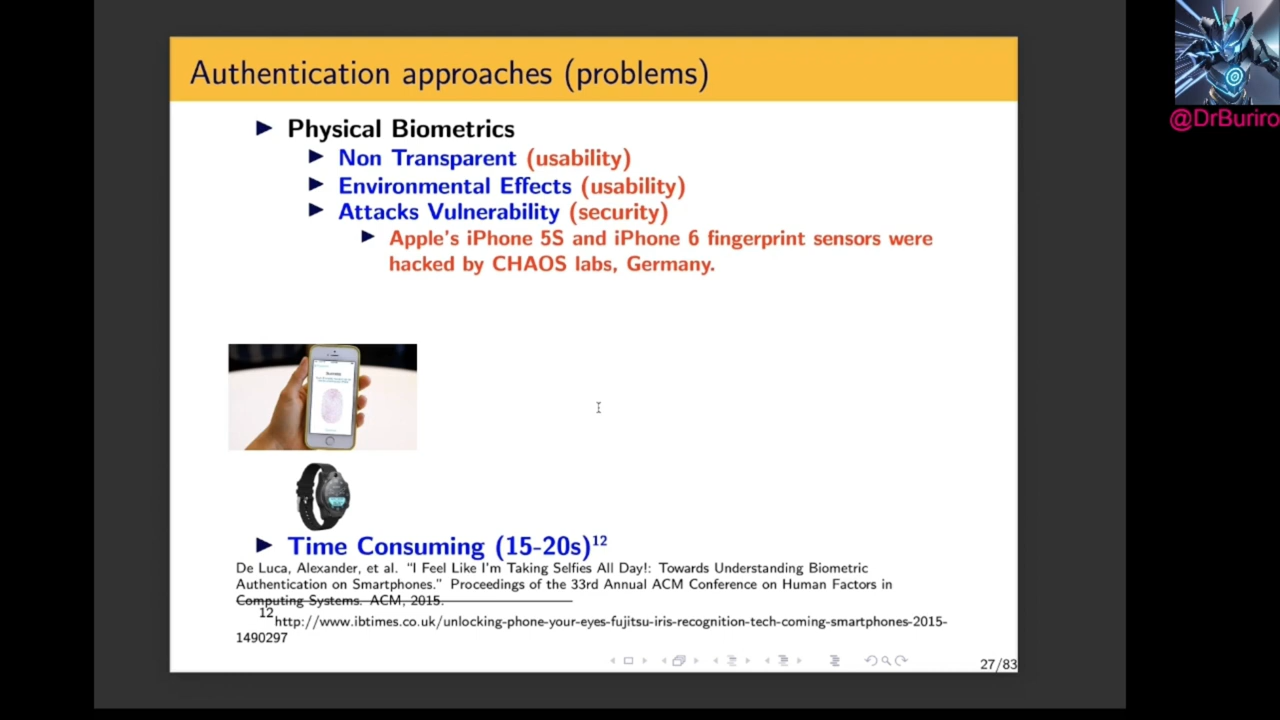 Authentication approaches (problems)
@DrBuriro
Physical Biometrics
Non Transparent (usability)
Environmental Effects (usability)
Attacks Vulnerability (security)
Apple's iPhone 5S and iPhone 6 fingerprint sensors were
hacked by CHAOS labs, Germany.
Time Consuming (15-20s)12
De Luca, Alexander, et al. "I Feel Like I'm Taking Selfies All Day!: Towards Understanding Biometric
Authentication on Smartphones." Proceedings of the 33rd Annual ACM Conference on Human Factors in
Computing Systems. ACM, 2015.
12http://www.ibtimes.co.uk/unlocking-phone-your-eyes-fujitsu-iris-recognition-tech-coming-smartphones-2015-
1490297
27/83